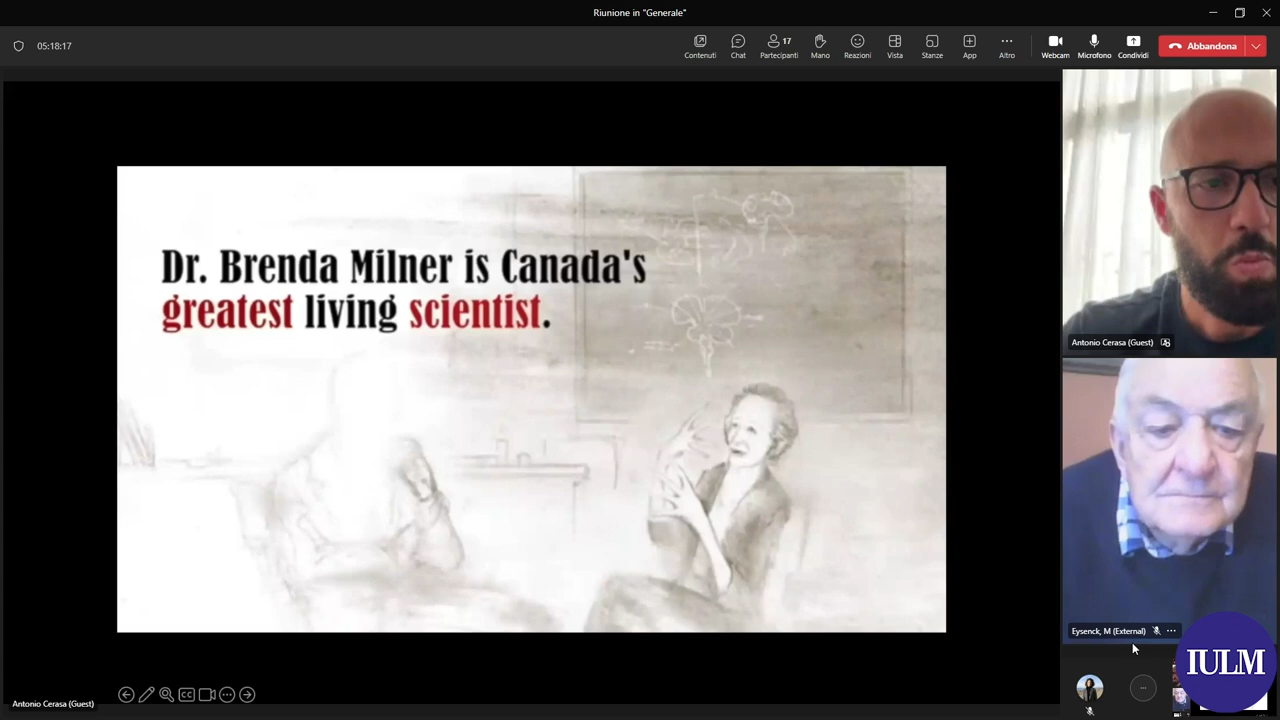 Riunione in "Generale"
05:18:17
Contenuti
Chat
17
Partecipanti
Mano
Reazioni
Vista
Stanze
App
Altro
Webcam
Microfono
Condividi
Abbandona
Dr. Brenda Milner is Canada's
greatest living scientist.
Antonio Cerasa (Guest)
Eysenck, M (External)
IULM
CC
Antonio Cerasa (Guest)